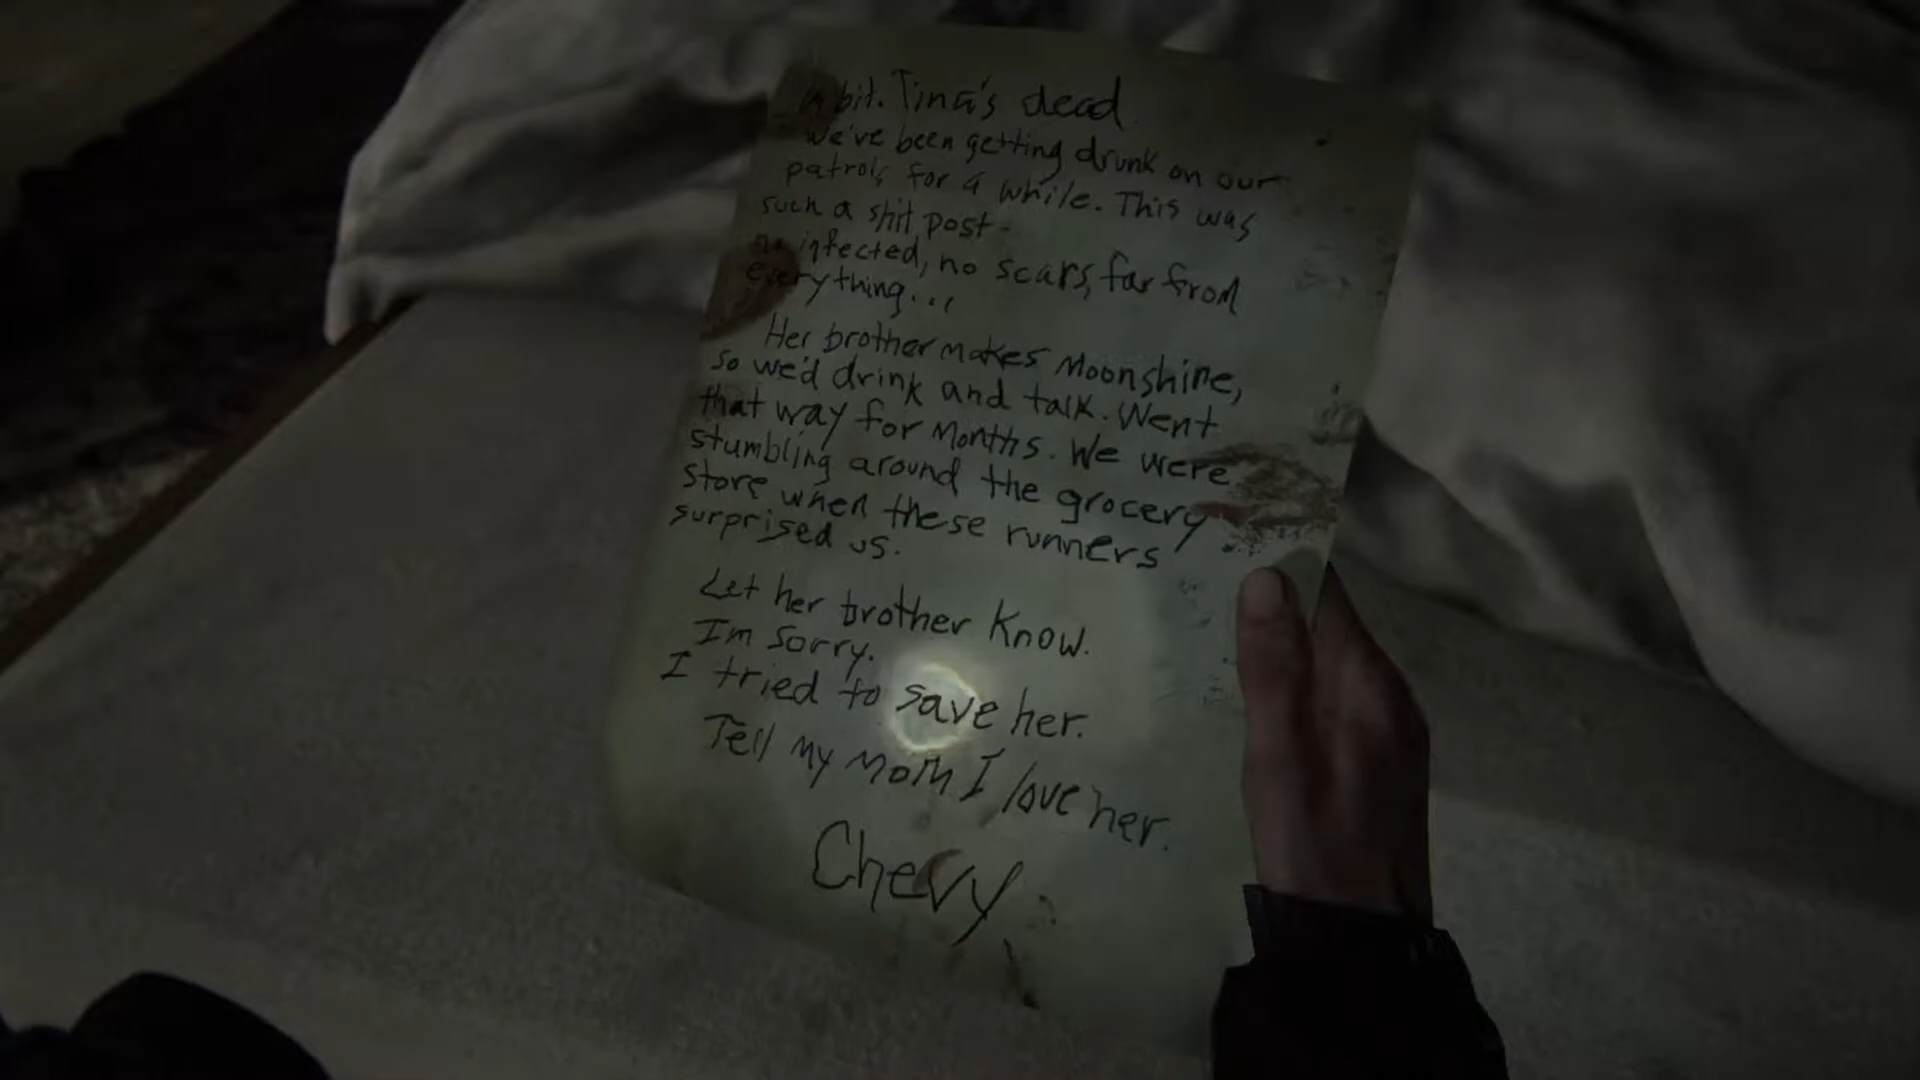 bit. Tina's dead
We've been getting drunk on our
patrols for a while. This was
such a shit post-
no infected, no scars, far from
everything...
Her brother makes Moonshine,
so we'd drink and talk. Went
that way for Months. We were
stumbling around the grocery
store when these runners
surprised us.
Let her brother Know.
I'm sorry.
I tried to save her.
Tell my Mom I love her.
Chevy